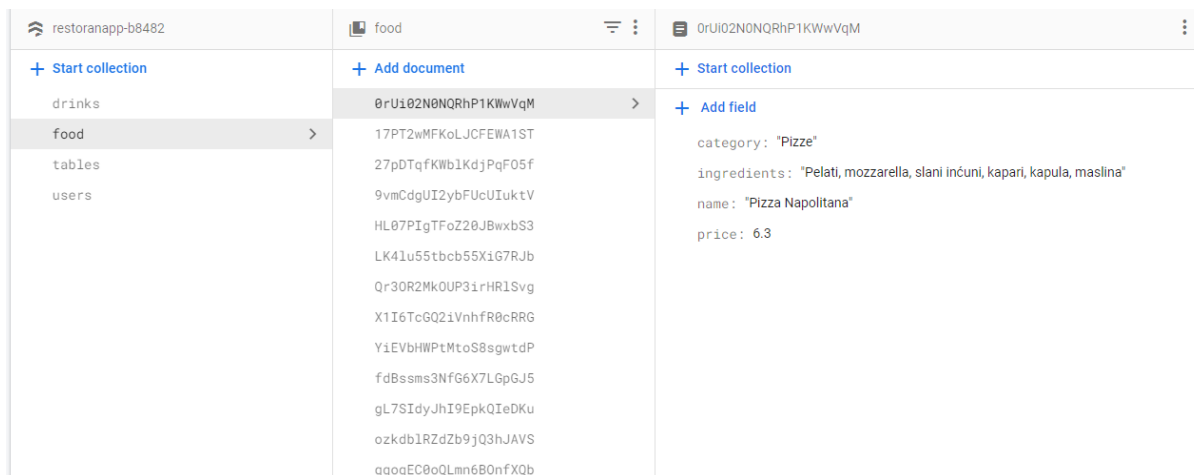 restoranapp-b8482
food
0rUi02N0NQRhP1KWwVqM
+ Start collection
+ Add document
+ Start collection
drinks
food
tables
users
0rUi02N0NQRhP1KWwVqM
17PT2wMFKoLJCFEWA1ST
27pDTqfKWblKdjPqFO5f
9vmCdgUI2ybFUcUIuktV
HL07PIgTFoZ20JBwxbS3
LK4lu55tbcb55XiG7RJb
Qr3OR2MkOUP3irHRlSvg
X1I6TcGQ2iVnhfR0cRRG
YiEVbHWPtMtoS8sgwtdP
fdBssms3NfG6X7LGpGJ5
gL7SIdyJhI9EpkQIeDKu
ozkdblRZdZb9jQ3hJAVS
qqoqEC0oQLmn6BOnfXQb
+ Add field
category: "Pizze"
ingredients: "Pelati, mozzarella, slani inćuni, kapari, kapula, maslina"
name: "Pizza Napolitana"
price: 6.3